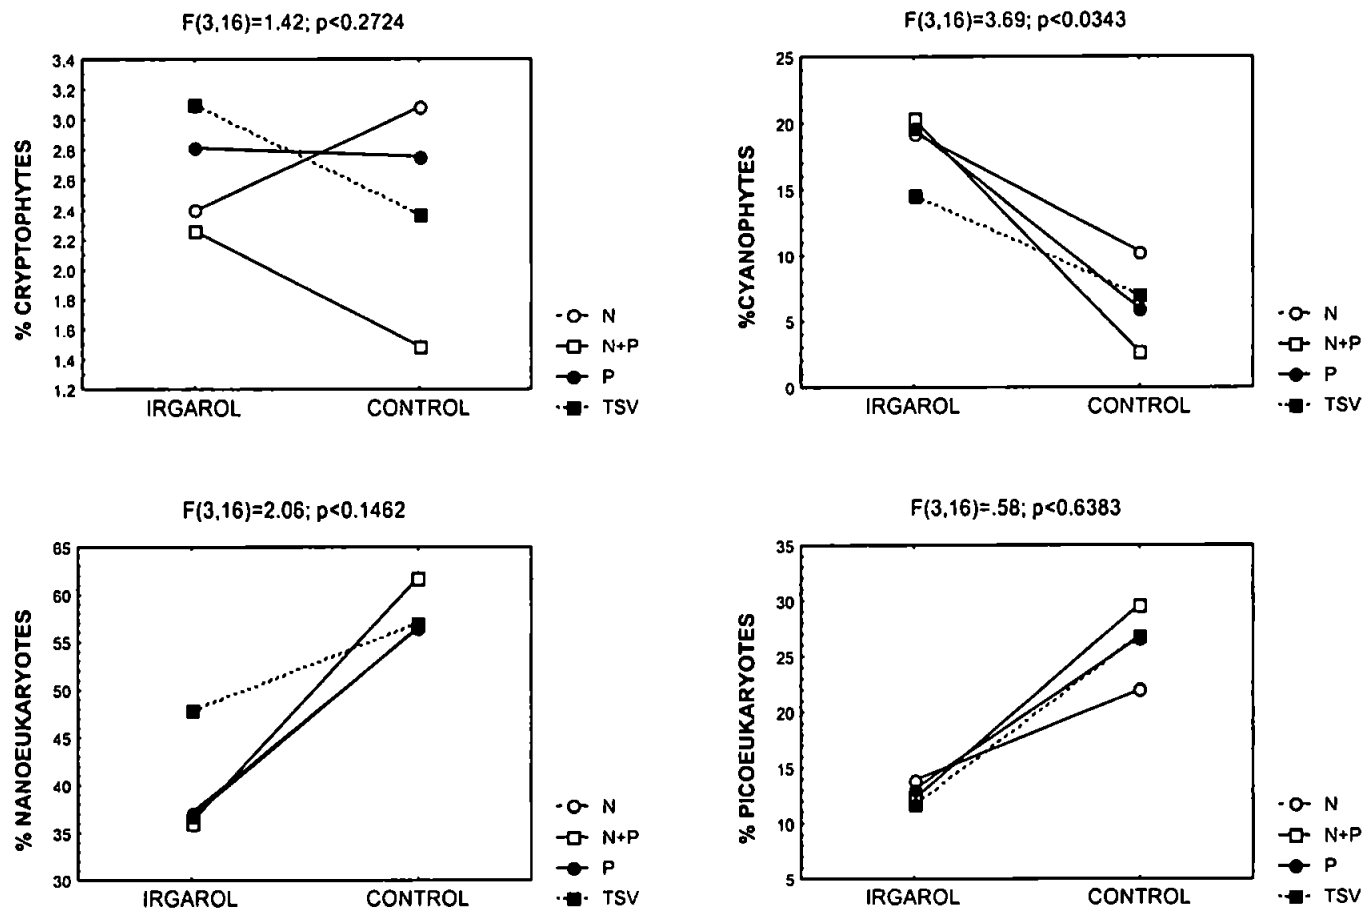 F(3,16)=1.42; p<0.2724
% CRYPTOPHYTES
3.4
3.2
3.0
2.8
2.6
2.4
2.2
2.0
1.8
1.6
1.4
1.2
IRGAROL CONTROL
N
N+P
P
TSV
F(3,16)=3.69; p<0.0343
%CYANOPHYTES
25
20
15
10
5
0
IRGAROL CONTROL
N
N+P
P
TSV
F(3,16)=2.06; p<0.1462
% NANOEUKARYOTES
65
60
55
50
45
40
35
30
IRGAROL CONTROL
N
N+P
P
TSV
F(3,16)=.58; p<0.6383
% PICOEUKARYOTES
35
30
25
20
15
10
5
IRGAROL CONTROL
N
N+P
P
TSV